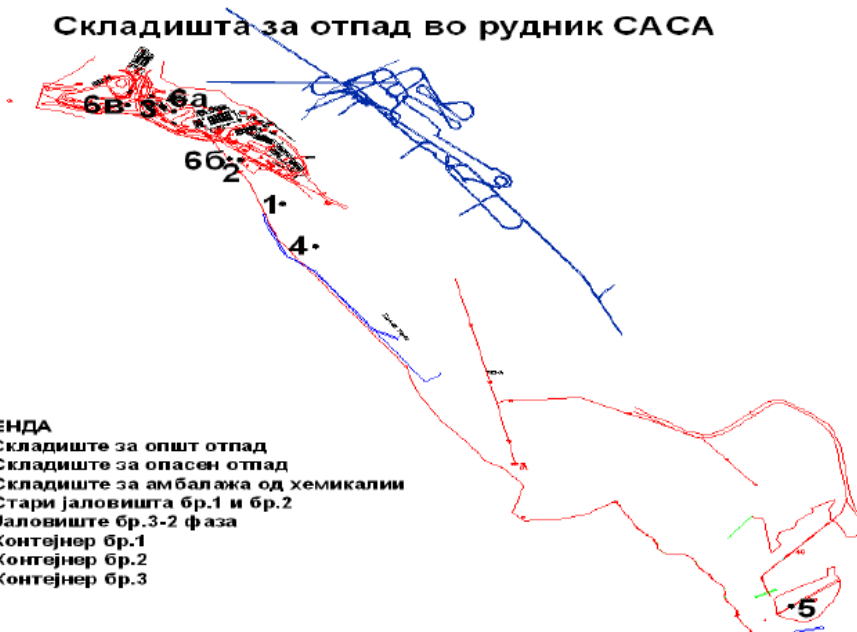 Складишта за отпад во рудник САСА
6в
3
6а
6б
2
1
4
5
ЕНДА
Складиште за општ отпад
Складиште за опасен отпад
Складиште за амбалажа од хемикалии
Стари јаловишта бр.1 и бр.2
Јаловиште бр.3-2 фаза
Контејнер бр.1
Контејнер бр.2
Контејнер бр.3